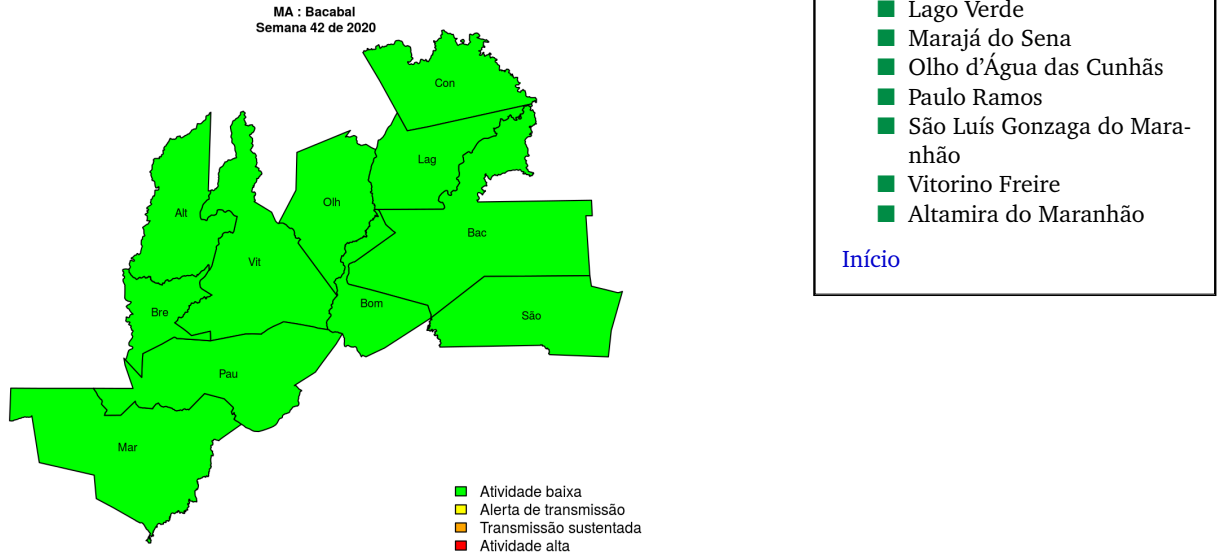 MA : Bacabal
Semana 42 de 2020
Con
Lag
Alt
Olh
Bac
Vit
Bom
Bre
São
Pau
Mar
Atividade baixa
Alerta de transmissão
Transmissão sustentada
Atividade alta
Lago Verde
Marajá do Sena
Olho d'Água das Cunhãs
Paulo Ramos
São Luís Gonzaga do Mara-
nhão
Vitorino Freire
Altamira do Maranhão
Início